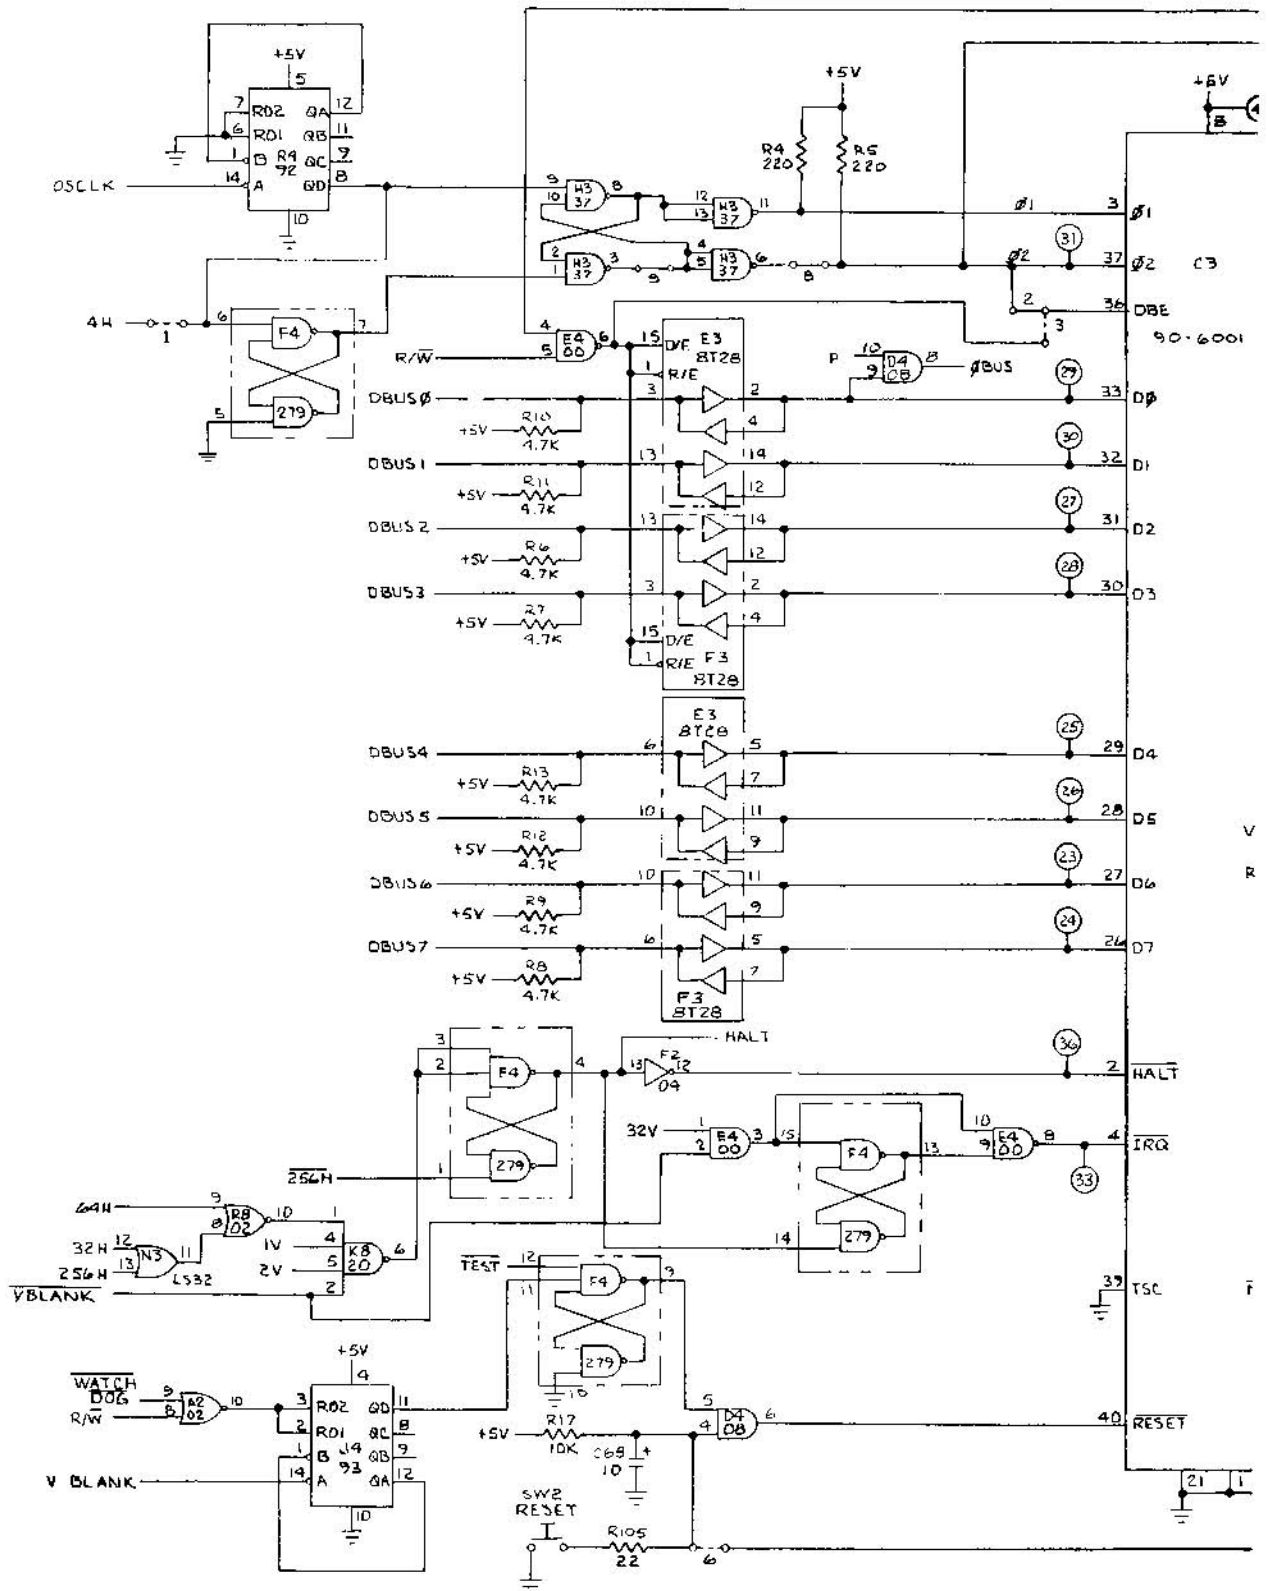 +5V
5
7 RO2 QA 12
6 RO1 QB 11
1 B R4 QC 9
92
OSCLK 14 A QD 8
10
+5V
R4 220
R5 220
+5V
8
9 H3 37 8
10
12 H3 37 11
13
Ø1 3 Ø1
2 H3 37 3
1
9
4 H3 37 6
5
8
31
Ø2 37 Ø2 C3
2 36 DBE
3
90-6001
4H 1 6 F4 7
5 279
4 E4 00 6
R/W̅ 5
15 D/E E3 8T28
1 R/E
P 10 D4 08 8 ØBUS
9
DBUSØ 3 2 29 33 DØ
+5V R10 4.7K 4
DBUS1 13 14 30 32 D1
+5V R11 4.7K 12
DBUS2 13 14 27 31 D2
+5V R6 4.7K 12
DBUS3 3 2 28 30 D3
+5V R7 4.7K 4
15 D/E
1 R/E F3 8T28
E3 8T28
DBUS4 6 5 25 29 D4
+5V R13 4.7K 7
DBUS5 10 11 26 28 D5
+5V R12 4.7K 9
V
DBUS6 10 11 23 27 D6
R
+5V R9 4.7K 9
DBUS7 6 5 24 26 D7
+5V R8 4.7K 7
F3 8T28
HALT
3
2 F4 4
13 F2 04 12
36
2 H̅A̅L̅T̅
32V 1 E4 00 3
2
15 F4 13
10 E4 00 8
9
4 I̅R̅Q̅
33
2̅5̅6̅H̅ 1 279
14 279
64H 9 R8 02 10
8
32H 12 N3 11
256H 13 LS32
1
1V 4 K8 20 6
2V 5
V̅B̅L̅A̅N̅K̅ 2
T̅E̅S̅T̅ 12 F4 9
11
279
10
39 TSC
+5V
4
W̅A̅T̅C̅H̅
D̅O̅G̅ 9 A2 02 10
R/W̅ 8
3 RO2 QD 11
2 RO1 QC 8
1 B J4 93 QB 9
V BLANK 14 A QA 12
10
5 D4 08 6
4
40 R̅E̅S̅E̅T̅
+5V R17 10K
C69 10 +
21 1
SW2
RESET
R105 22
6